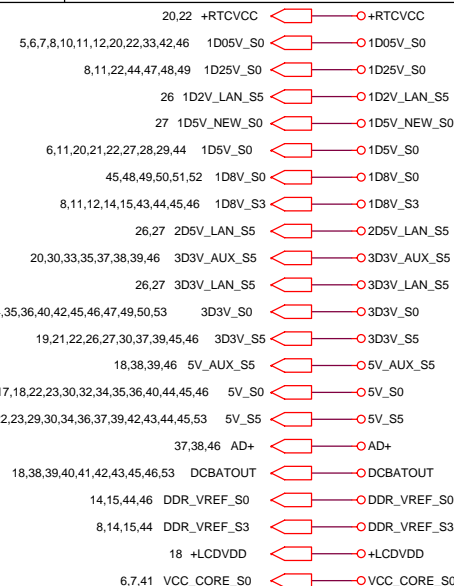 20,22 +RTCVCC +RTCVCC
5,6,7,8,10,11,12,20,22,33,42,46 1D05V_S0 1D05V_S0
8,11,22,44,47,48,49 1D25V_S0 1D25V_S0
26 1D2V_LAN_S5 1D2V_LAN_S5
27 1D5V_NEW_S0 1D5V_NEW_S0
6,11,20,21,22,27,28,29,44 1D5V_S0 1D5V_S0
45,48,49,50,51,52 1D8V_S0 1D8V_S0
8,11,12,14,15,43,44,45,46 1D8V_S3 1D8V_S3
26,27 2D5V_LAN_S5 2D5V_LAN_S5
20,30,33,35,37,38,39,46 3D3V_AUX_S5 3D3V_AUX_S5
26,27 3D3V_LAN_S5 3D3V_LAN_S5
,35,36,40,42,45,46,47,49,50,53 3D3V_S0 3D3V_S0
19,21,22,26,27,30,37,39,45,46 3D3V_S5 3D3V_S5
18,38,39,46 5V_AUX_S5 5V_AUX_S5
17,18,22,23,30,32,34,35,36,40,44,45,46 5V_S0 5V_S0
2,23,29,30,34,36,37,39,42,43,44,45,53 5V_S5 5V_S5
37,38,46 AD+ AD+
18,38,39,40,41,42,43,45,46,53 DCBATOUT DCBATOUT
14,15,44,46 DDR_VREF_S0 DDR_VREF_S0
8,14,15,44 DDR_VREF_S3 DDR_VREF_S3
18 +LCDVDD +LCDVDD
6,7,41 VCC_CORE_S0 VCC_CORE_S0